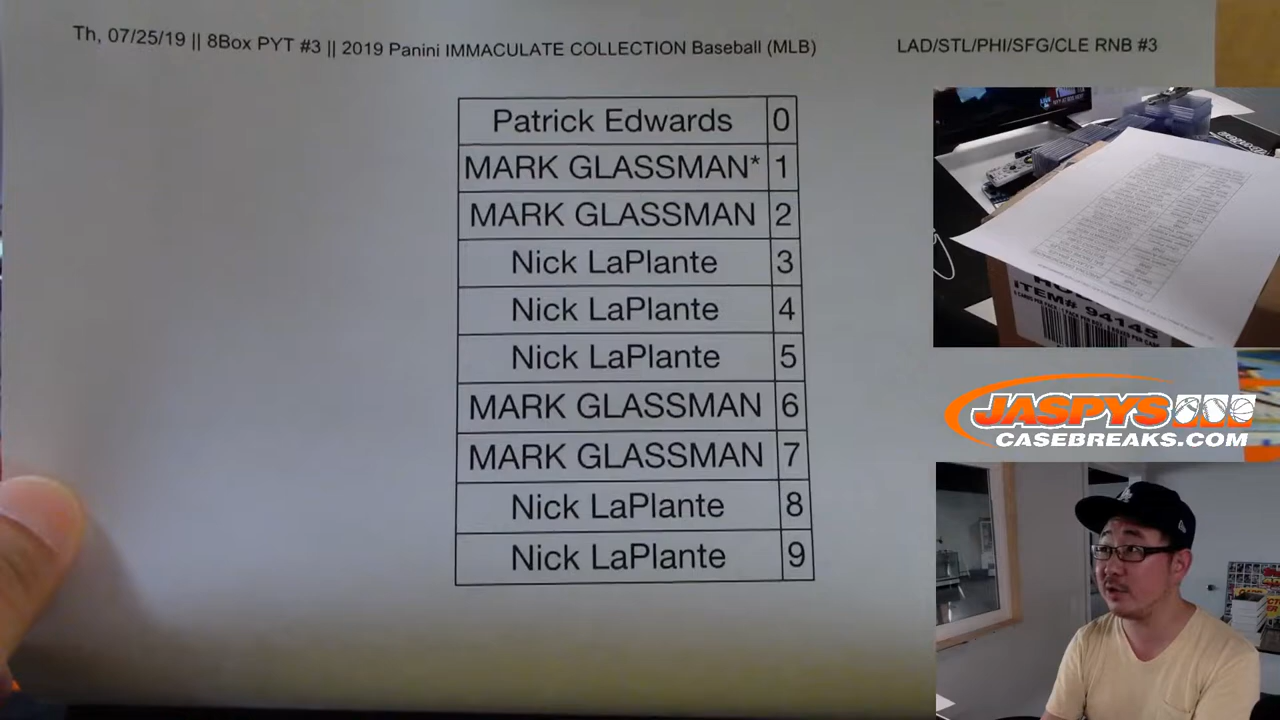 Th, 07/25/19 || 8Box PYT #3 || 2019 Panini IMMACULATE COLLECTION Baseball (MLB) LAD/STL/PHI/SFG/CLE RNB #3
Patrick Edwards 0
MARK GLASSMAN* 1
MARK GLASSMAN 2
Nick LaPlante 3
Nick LaPlante 4
Nick LaPlante 5
MARK GLASSMAN 6
MARK GLASSMAN 7
Nick LaPlante 8
Nick LaPlante 9
ITEM# 94145
JASPYS
CASEBREAKS.COM
LA